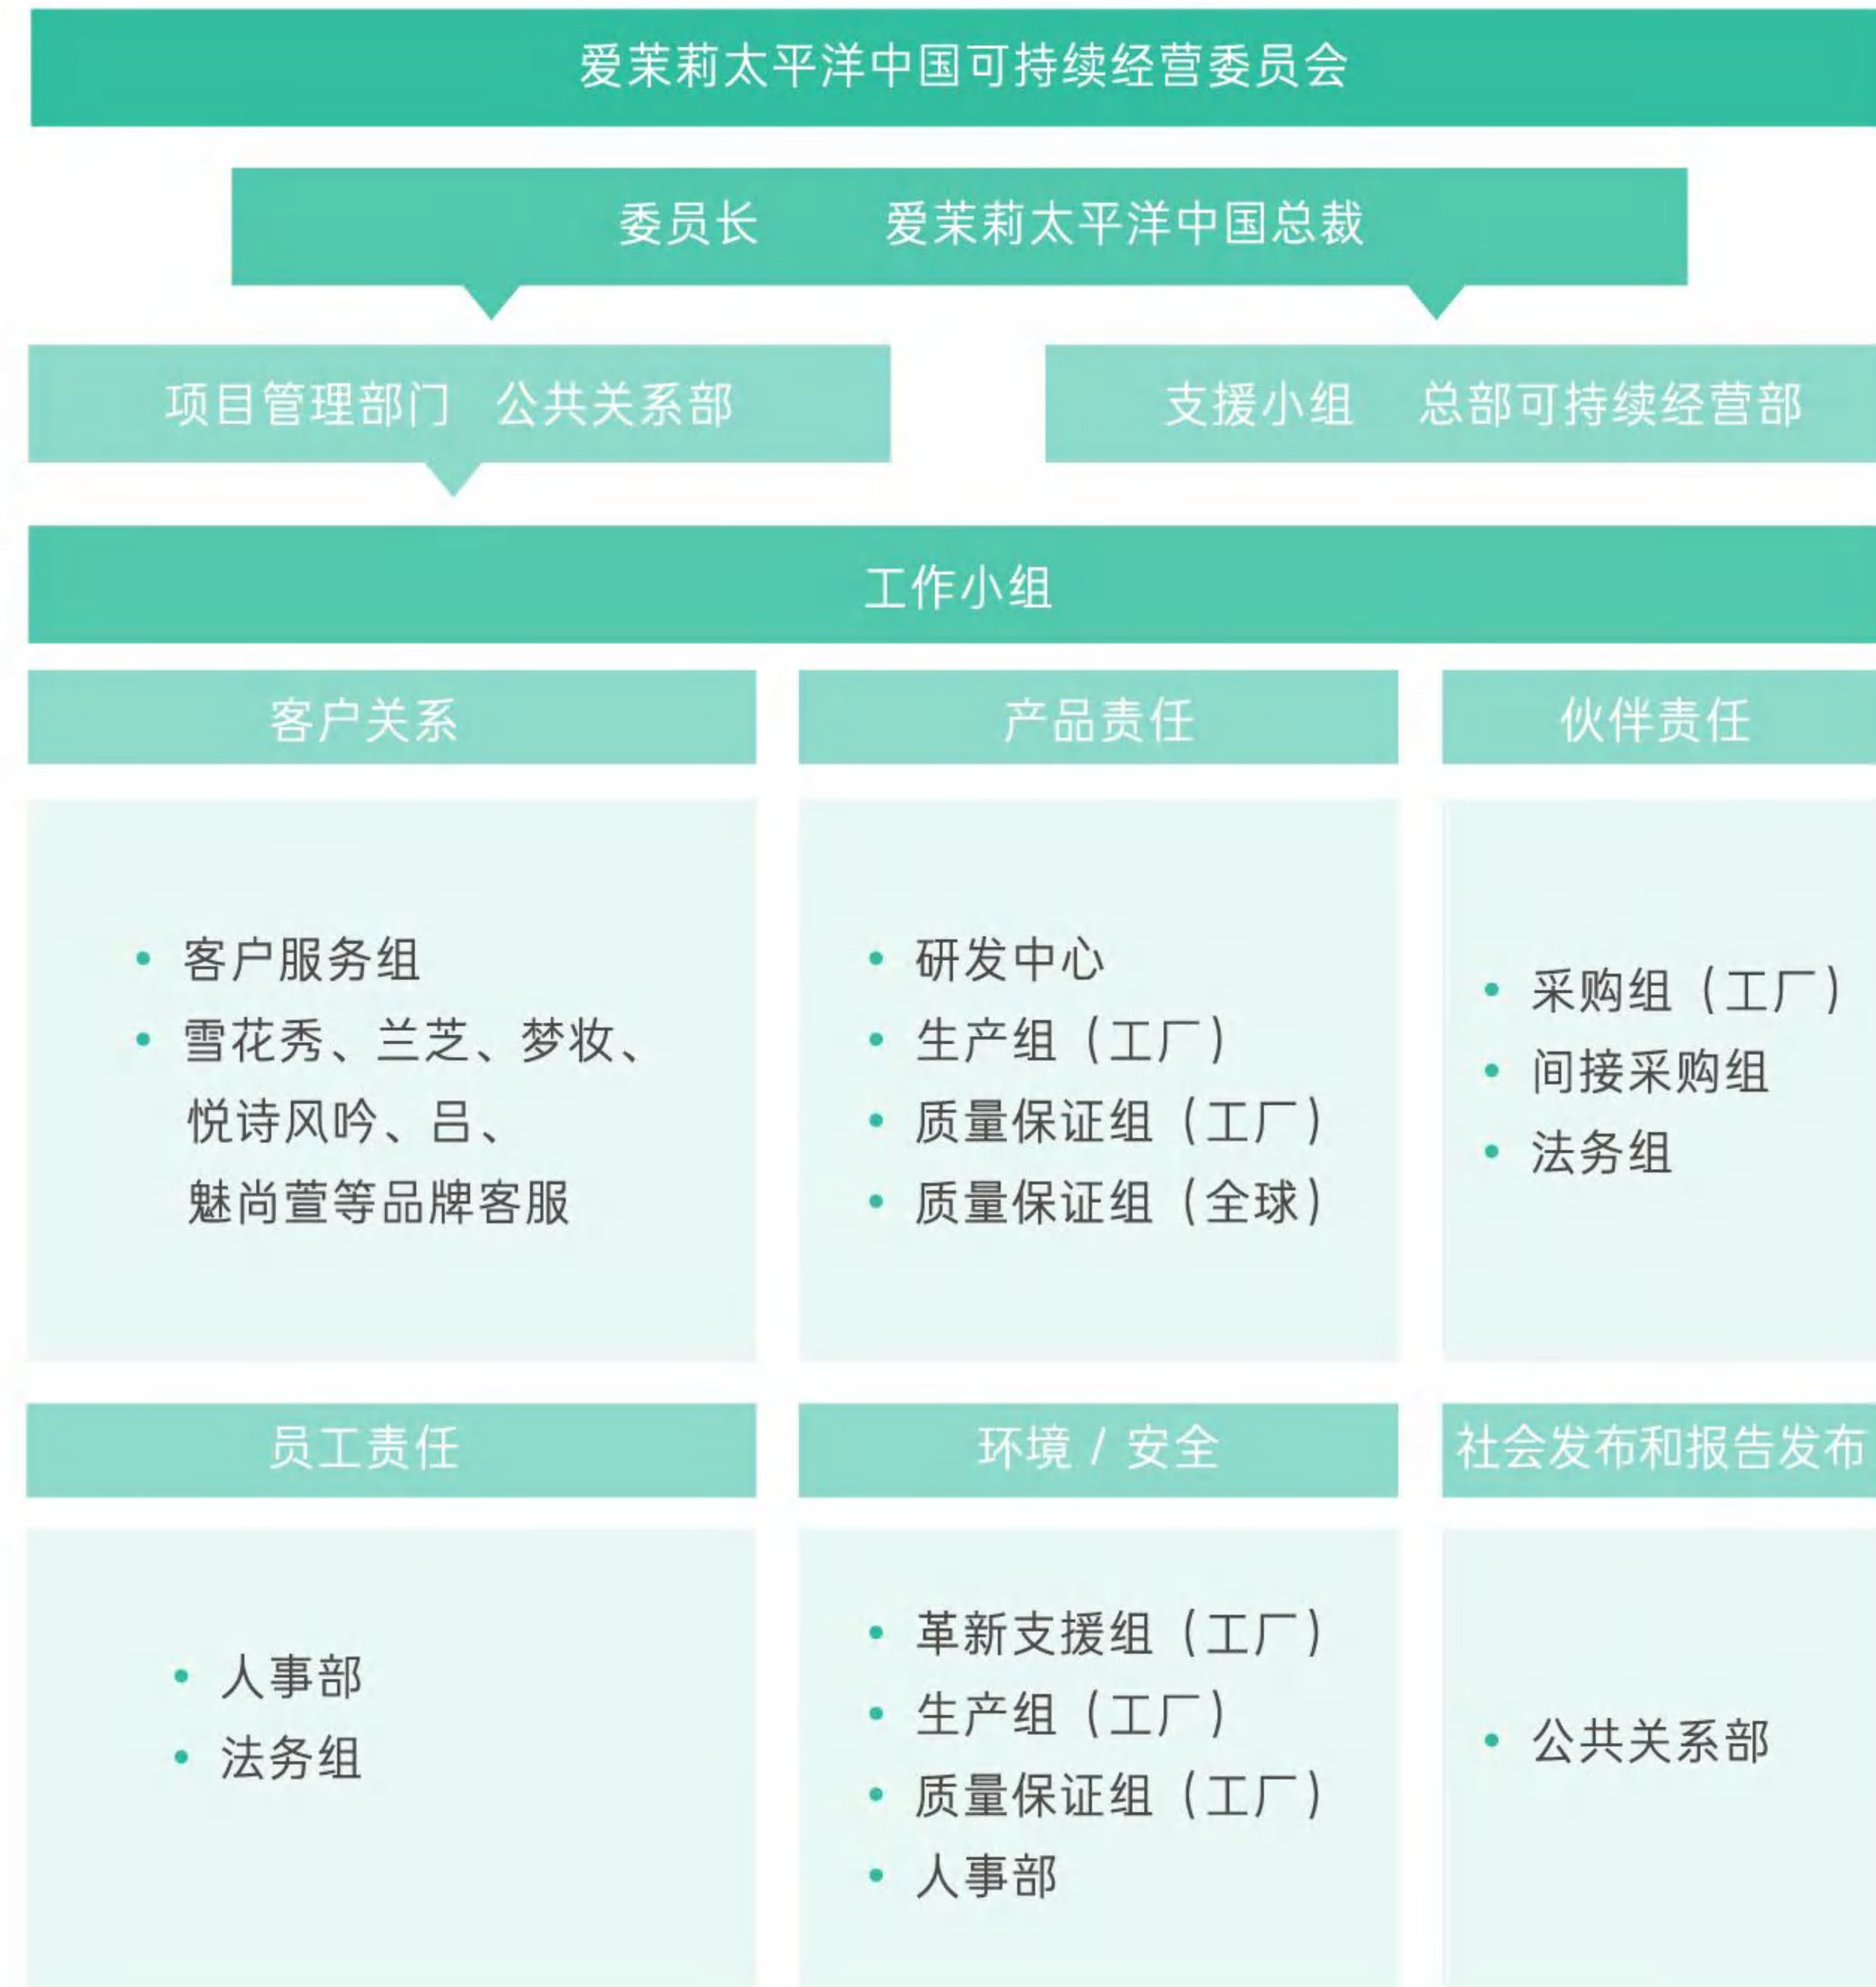 爱茉莉太平洋中国可持续经营委员会
委员长 爱茉莉太平洋中国总裁
项目管理部门 公共关系部
支援小组 总部可持续经营部
工作小组
客户关系
产品责任
伙伴责任
• 客户服务组
• 雪花秀、兰芝、梦妆、
悦诗风吟、吕、
魅尚萱等品牌客服
• 研发中心
• 生产组（工厂）
• 质量保证组（工厂）
• 质量保证组（全球）
• 采购组（工厂）
• 间接采购组
• 法务组
员工责任
环境 / 安全
社会发布和报告发布
• 人事部
• 法务组
• 革新支援组（工厂）
• 生产组（工厂）
• 质量保证组（工厂）
• 人事部
• 公共关系部